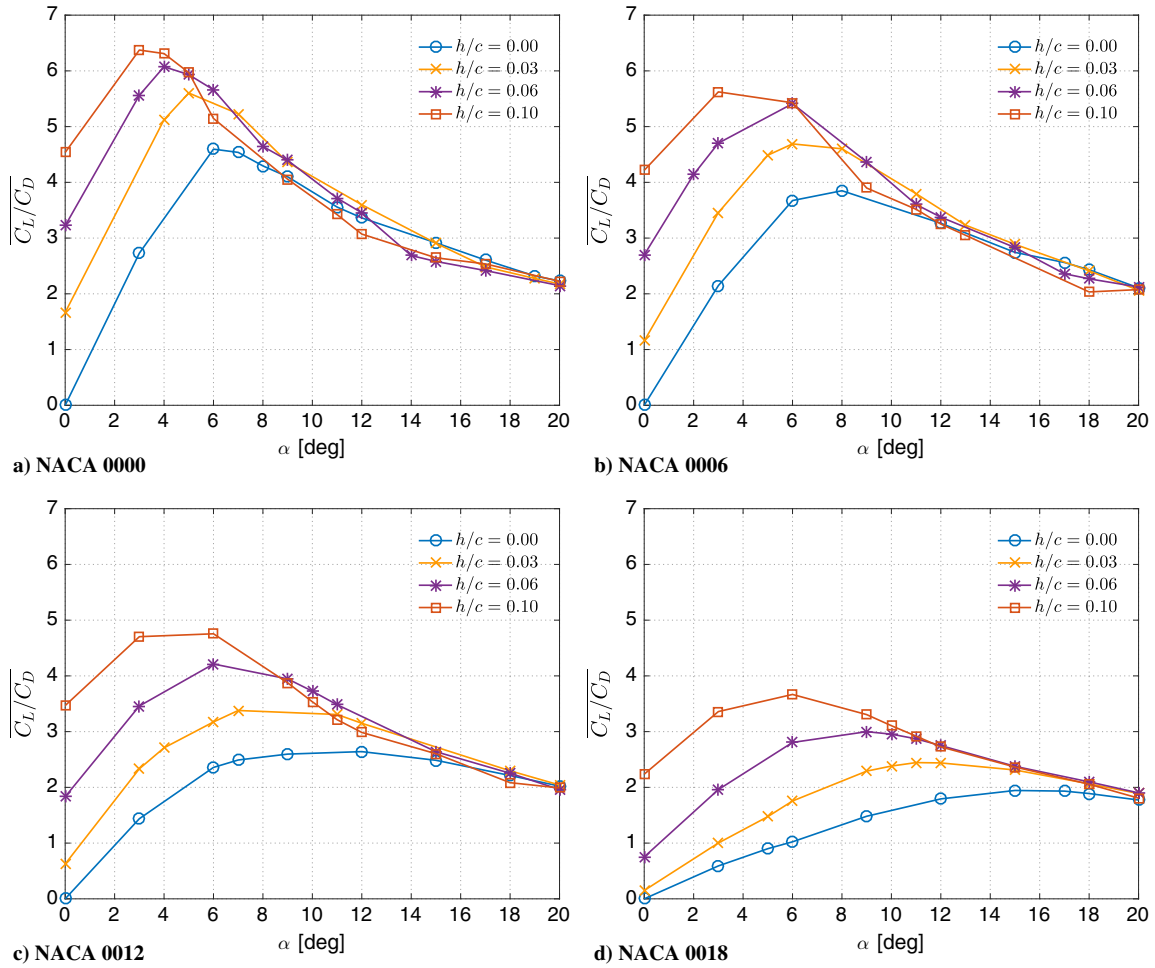 7
6
5
4
3
2
1
0
C_L/C_D
h/c = 0.00
h/c = 0.03
h/c = 0.06
h/c = 0.10
0 2 4 6 8 10 12 14 16 18 20
α [deg]
a) NACA 0000
7
6
5
4
3
2
1
0
C_L/C_D
h/c = 0.00
h/c = 0.03
h/c = 0.06
h/c = 0.10
0 2 4 6 8 10 12 14 16 18 20
α [deg]
b) NACA 0006
7
6
5
4
3
2
1
0
C_L/C_D
h/c = 0.00
h/c = 0.03
h/c = 0.06
h/c = 0.10
0 2 4 6 8 10 12 14 16 18 20
α [deg]
c) NACA 0012
7
6
5
4
3
2
1
0
C_L/C_D
h/c = 0.00
h/c = 0.03
h/c = 0.06
h/c = 0.10
0 2 4 6 8 10 12 14 16 18 20
α [deg]
d) NACA 0018